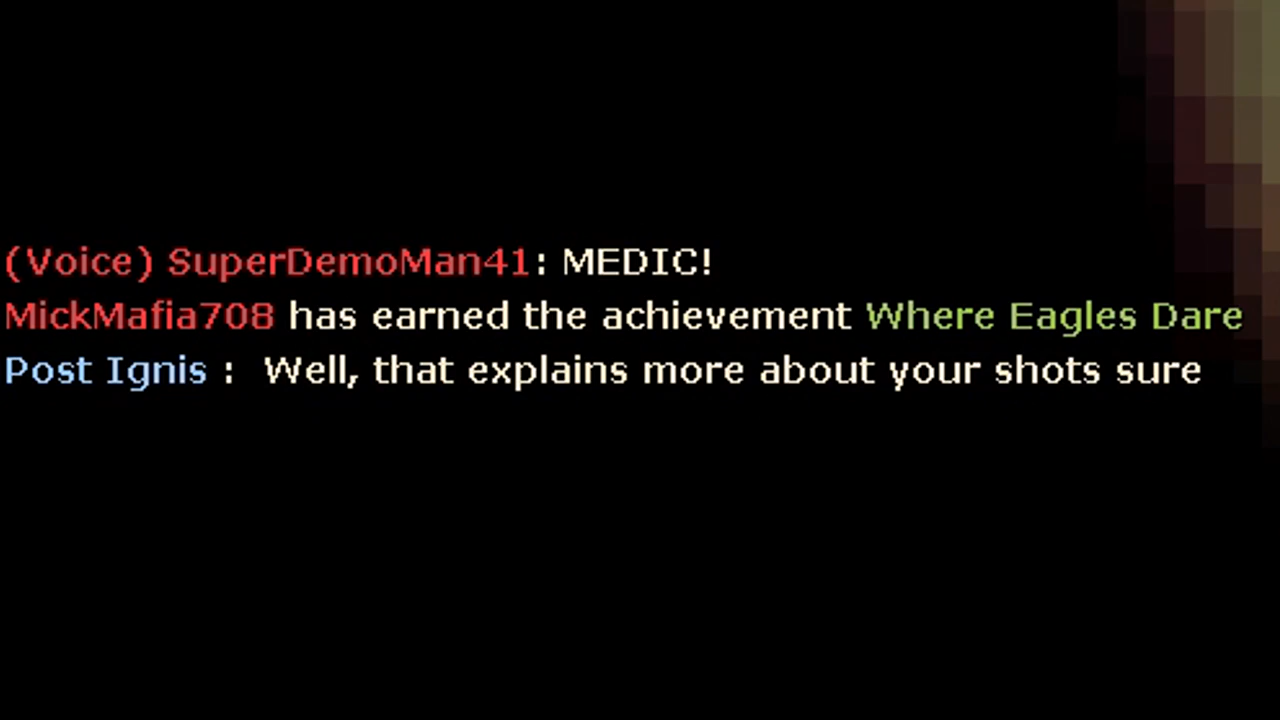 (Voice) SuperDemoMan41: MEDIC!
MickMafia708 has earned the achievement Where Eagles Dare
Post Ignis :  Well, that explains more about your shots sure